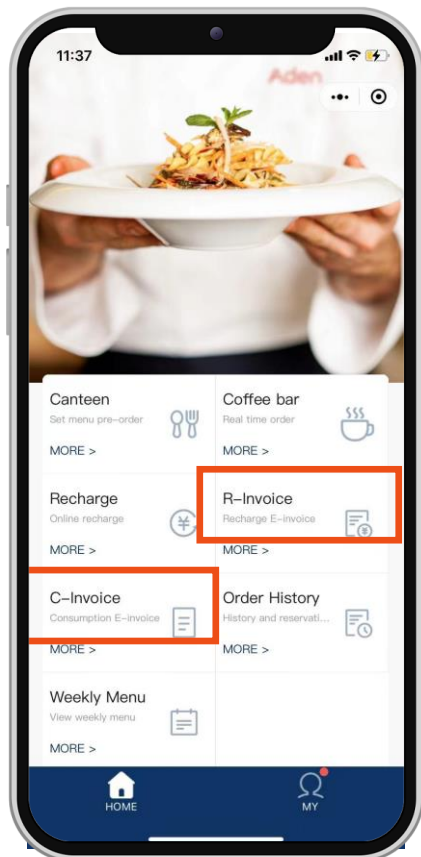 11:37
Aden
Canteen
Set menu pre-order
MORE >
Coffee bar
Real time order
MORE >
Recharge
Online recharge
MORE >
R-Invoice
Recharge E-invoice
MORE >
C-Invoice
Consumption E-invoice
MORE >
Order History
History and reservati...
MORE >
Weekly Menu
View weekly menu
MORE >
HOME
MY